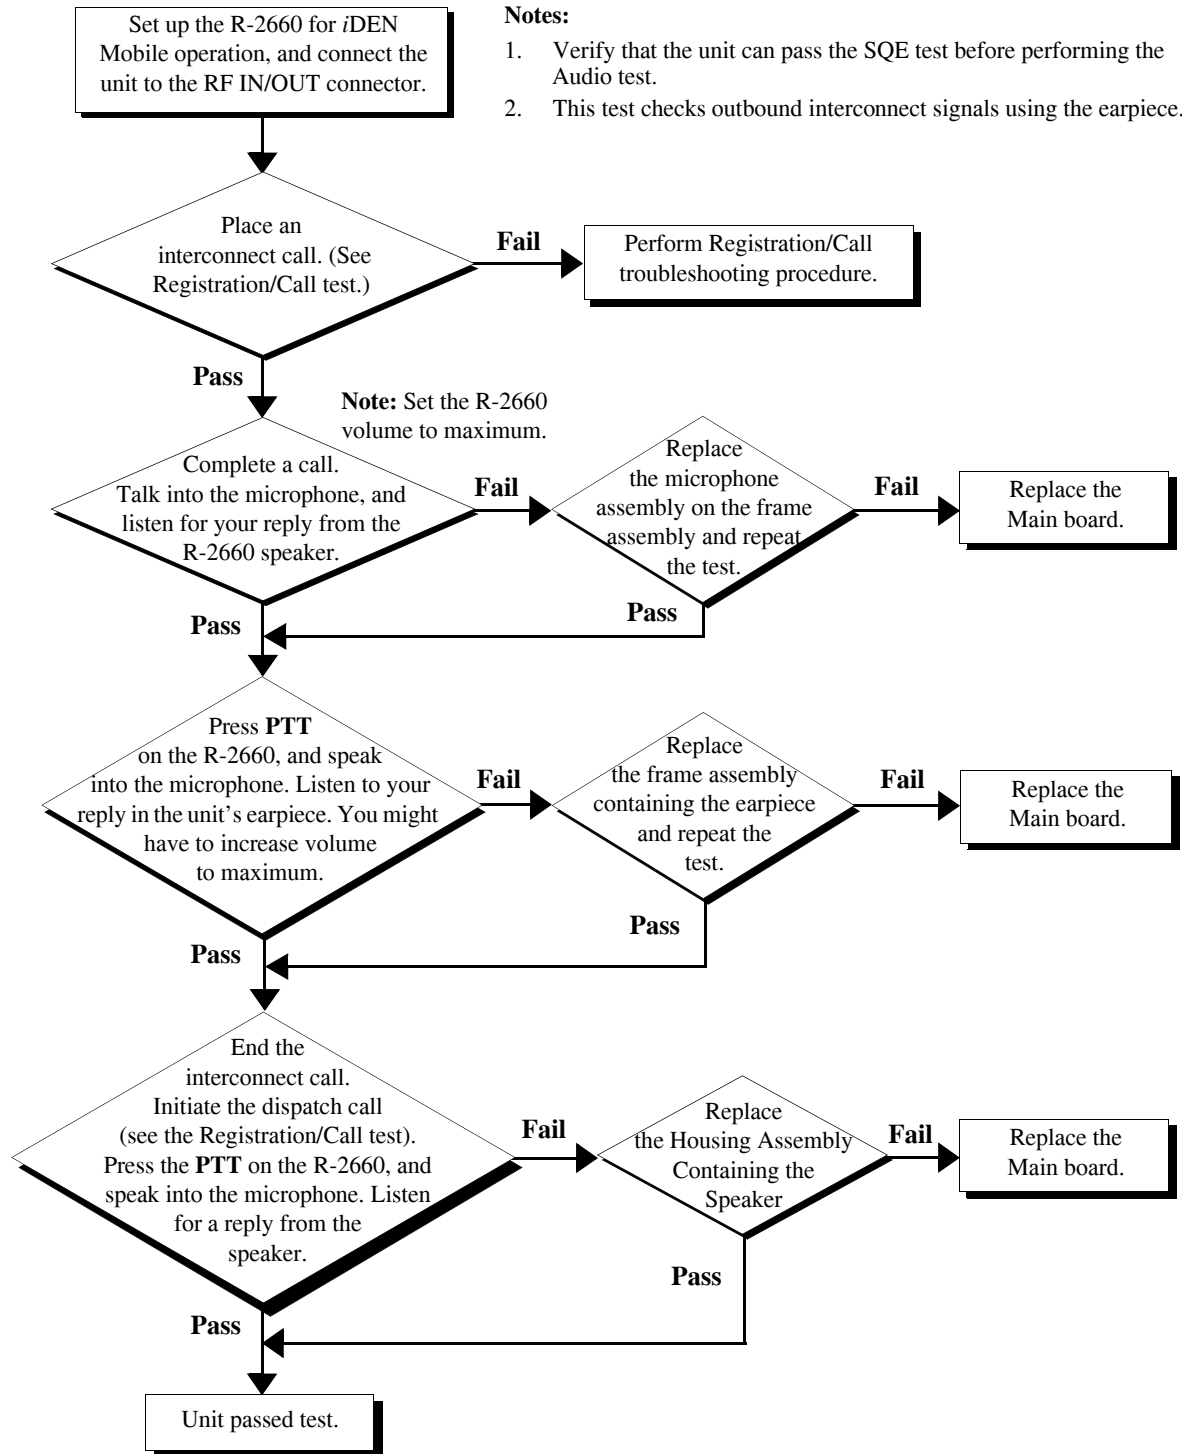 Set up the R-2660 for iDEN
Mobile operation, and connect the
unit to the RF IN/OUT connector.
Notes:
1. Verify that the unit can pass the SQE test before performing the
Audio test.
2. This test checks outbound interconnect signals using the earpiece.
Place an
interconnect call. (See
Registration/Call test.)
Fail
Perform Registration/Call
troubleshooting procedure.
Pass
Note: Set the R-2660
volume to maximum.
Complete a call.
Talk into the microphone, and
listen for your reply from the
R-2660 speaker.
Fail
Replace
the microphone
assembly on the frame
assembly and repeat
the test.
Fail
Replace the
Main board.
Pass
Pass
Press PTT
on the R-2660, and speak
into the microphone. Listen to your
reply in the unit’s earpiece. You might
have to increase volume
to maximum.
Fail
Replace
the frame assembly
containing the earpiece
and repeat the
test.
Fail
Replace the
Main board.
Pass
Pass
End the
interconnect call.
Initiate the dispatch call
(see the Registration/Call test).
Press the PTT on the R-2660, and
speak into the microphone. Listen
for a reply from the
speaker.
Fail
Replace
the Housing Assembly
Containing the
Speaker
Fail
Replace the
Main board.
Pass
Pass
Unit passed test.